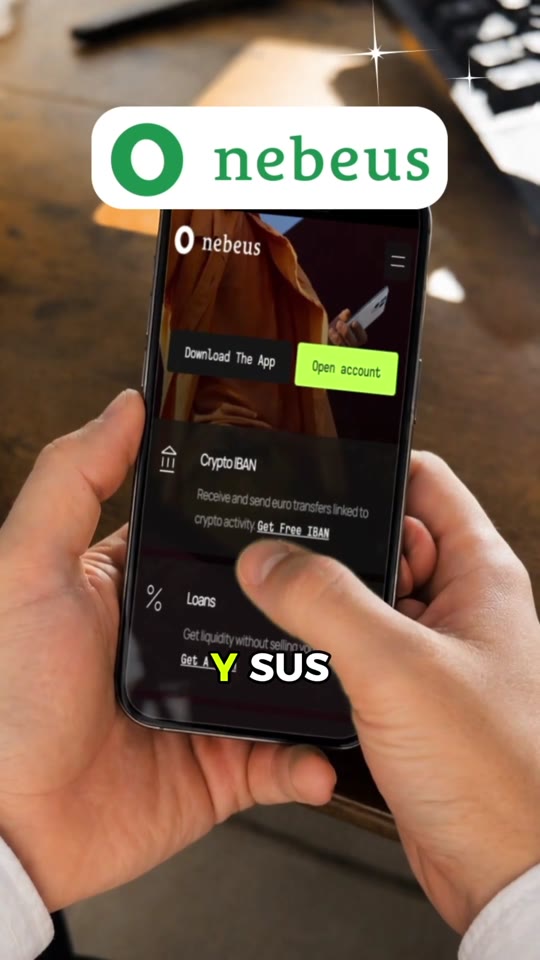 nebeus
nebeus
Download The App
Open account
Crypto IBAN
Receive and send euro transfers linked to
crypto activity Get Free IBAN
Loans
Get liquidity without selling
Get A
Y SUS